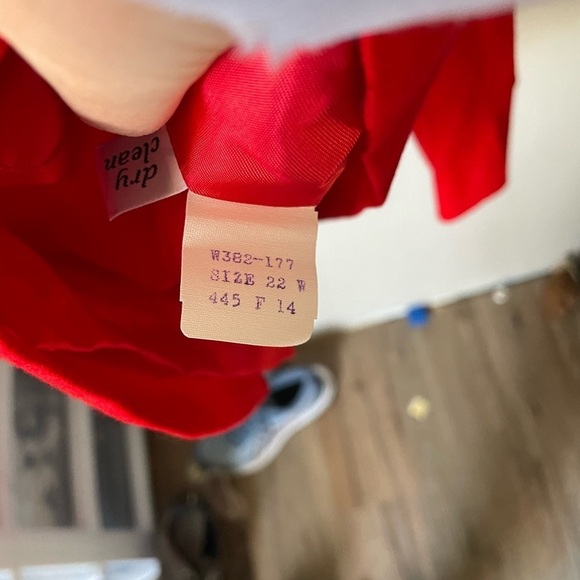 dry
clean
W382-177
SIZE 22 W
445 F 14